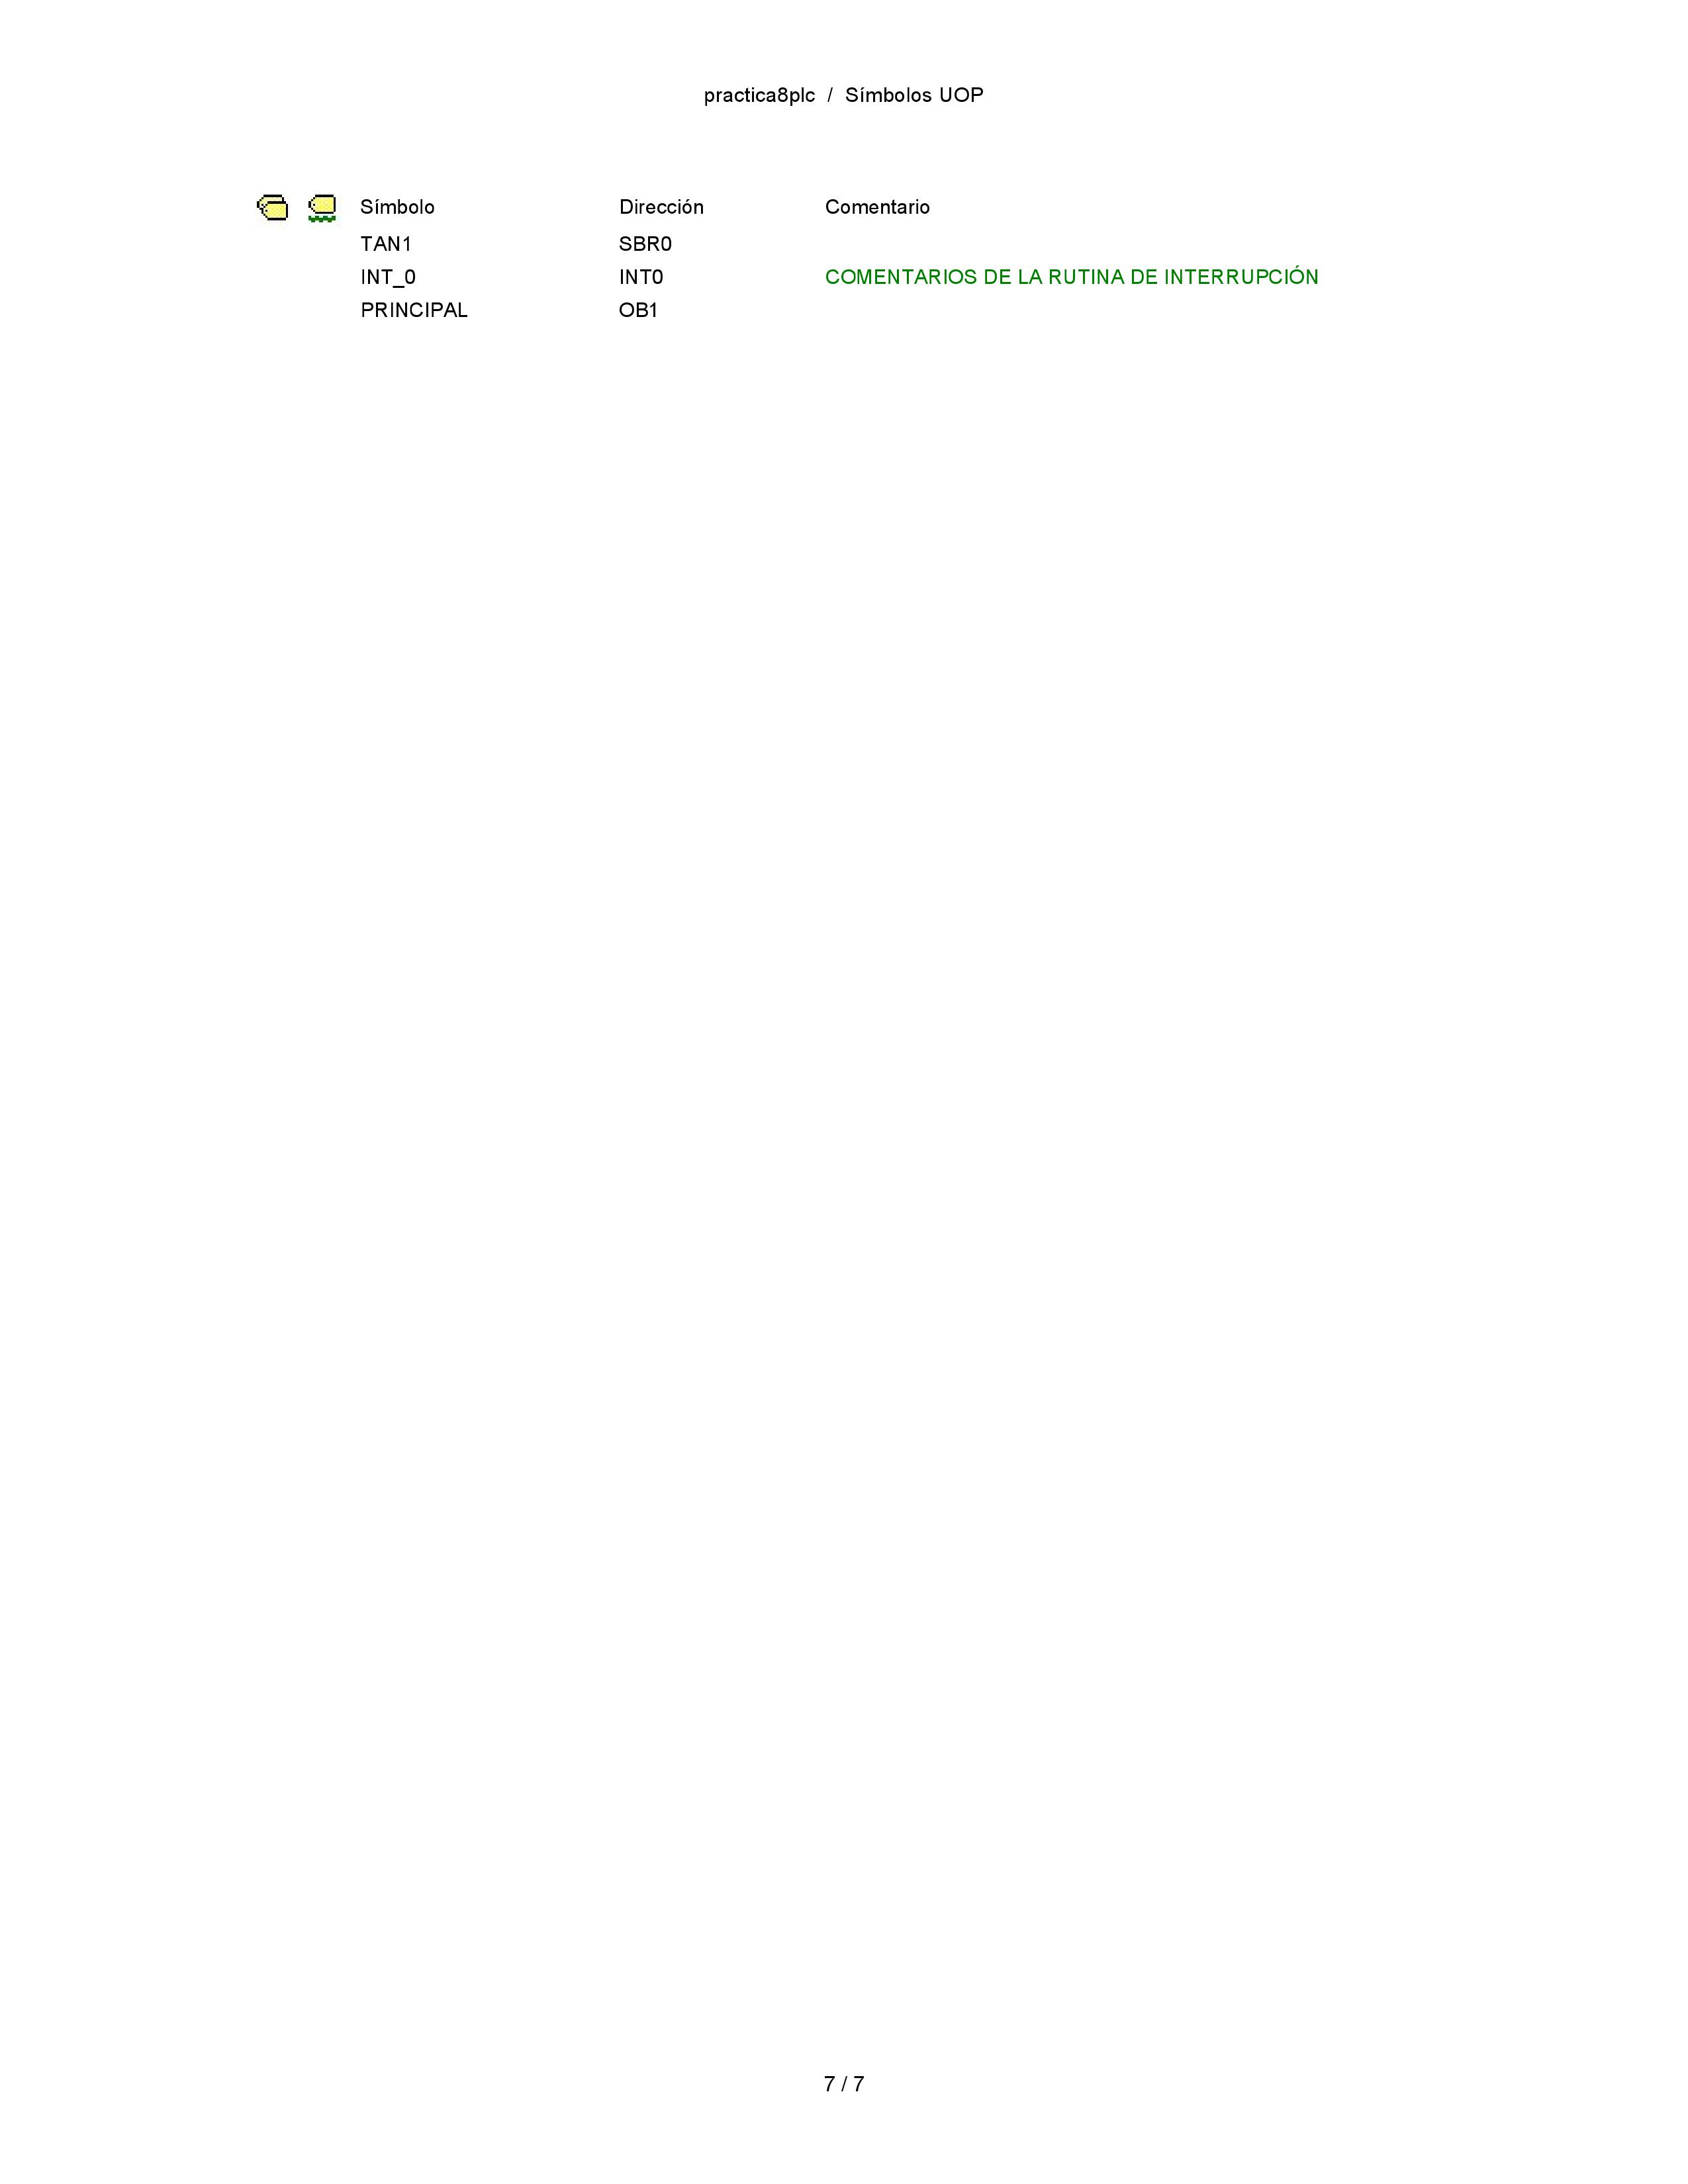 practica8plc / Símbolos UOP
Símbolo Dirección Comentario
TAN1 SBR0
INT_0 INT0 COMENTARIOS DE LA RUTINA DE INTERRUPCIÓN
PRINCIPAL OB1
7 / 7